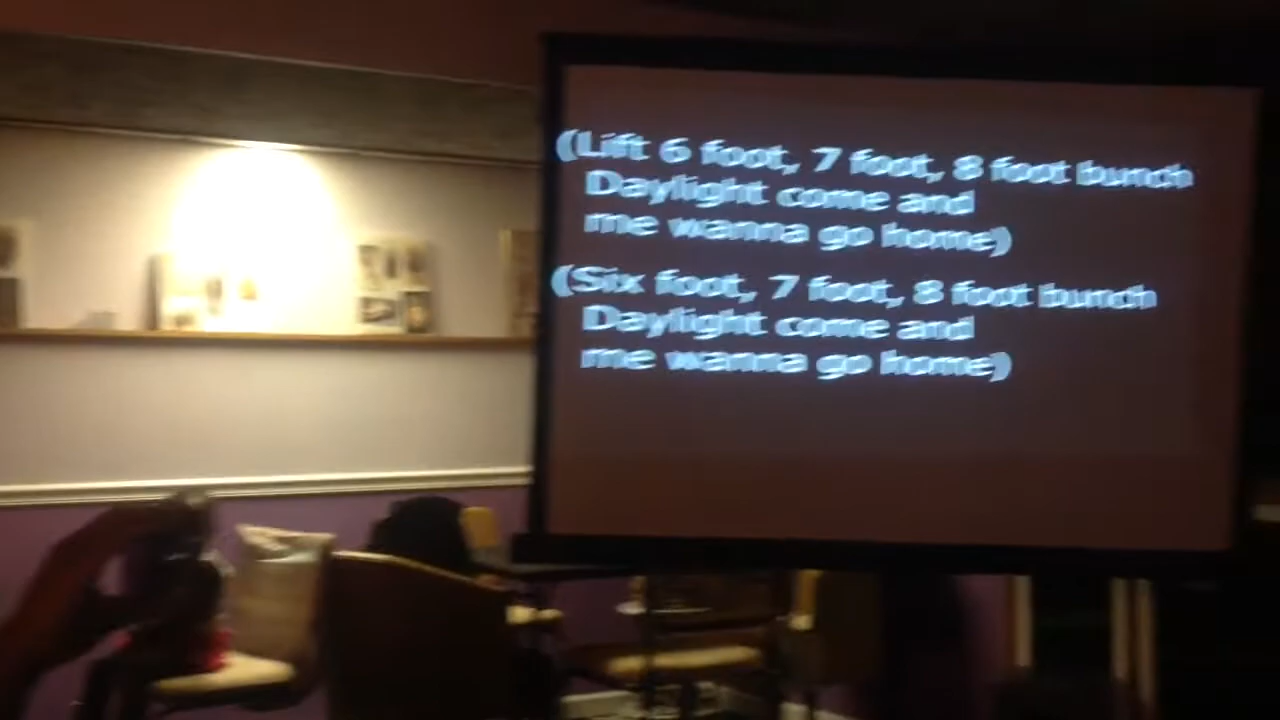 (Lift 6 foot, 7 foot, 8 foot bunch
Daylight come and
me wanna go home)
(Six foot, 7 foot, 8 foot bunch
Daylight come and
me wanna go home)